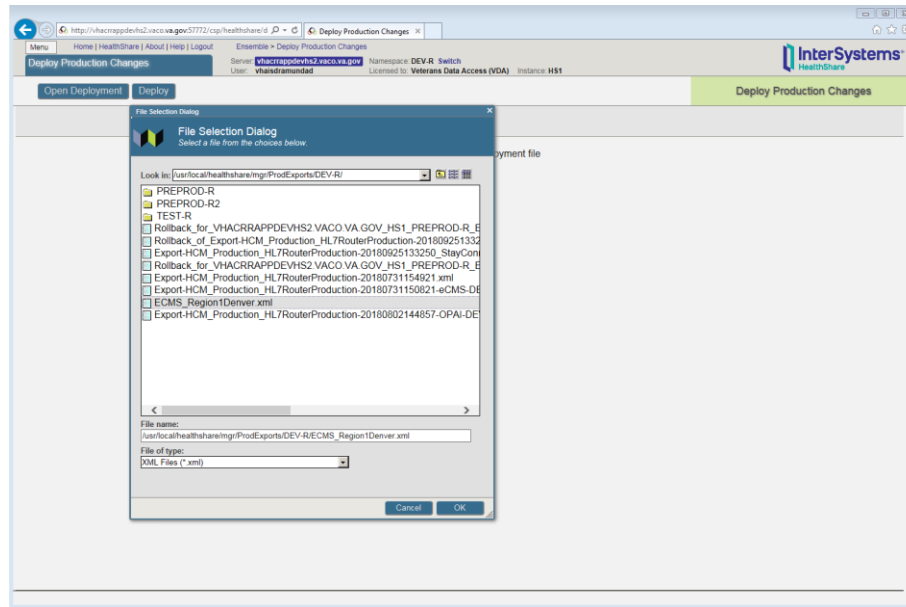 http://vhacrrappdevhs2.vaco.va.gov:57772/csp/healthshare/d
Deploy Production Changes
Menu
Home | HealthShare | About | Help | Logout
Ensemble > Deploy Production Changes
Deploy Production Changes
Server: vhacrrappdevhs2.vaco.va.gov Namespace: DEV-R Switch
User: vhaisdramundad Licensed to: Veterans Data Access (VDA) Instance: HS1
InterSystems
HealthShare
Open Deployment Deploy
Deploy Production Changes
File Selection Dialog
File Selection Dialog
Select a file from the choices below.
oyment file
Look in: /usr/local/healthshare/mgr/ProdExports/DEV-R/
PREPROD-R
PREPROD-R2
TEST-R
Rollback_for_VHACRRAPPDEVHS2.VACO.VA.GOV_HS1_PREPROD-R_E
Rollback_of_Export-HCM_Production_HL7RouterProduction-201809251332
Export-HCM_Production_HL7RouterProduction-20180925133250_StayCon
Rollback_for_VHACRRAPPDEVHS2.VACO.VA.GOV_HS1_PREPROD-R_E
Export-HCM_Production_HL7RouterProduction-20180731154921.xml
Export-HCM_Production_HL7RouterProduction-20180731150821-eCMS-DE
ECMS_Region1Denver.xml
Export-HCM_Production_HL7RouterProduction-20180802144857-OPAI-DE
File name:
/usr/local/healthshare/mgr/ProdExports/DEV-R/ECMS_Region1Denver.xml
File of type:
XML Files (*.xml)
Cancel OK